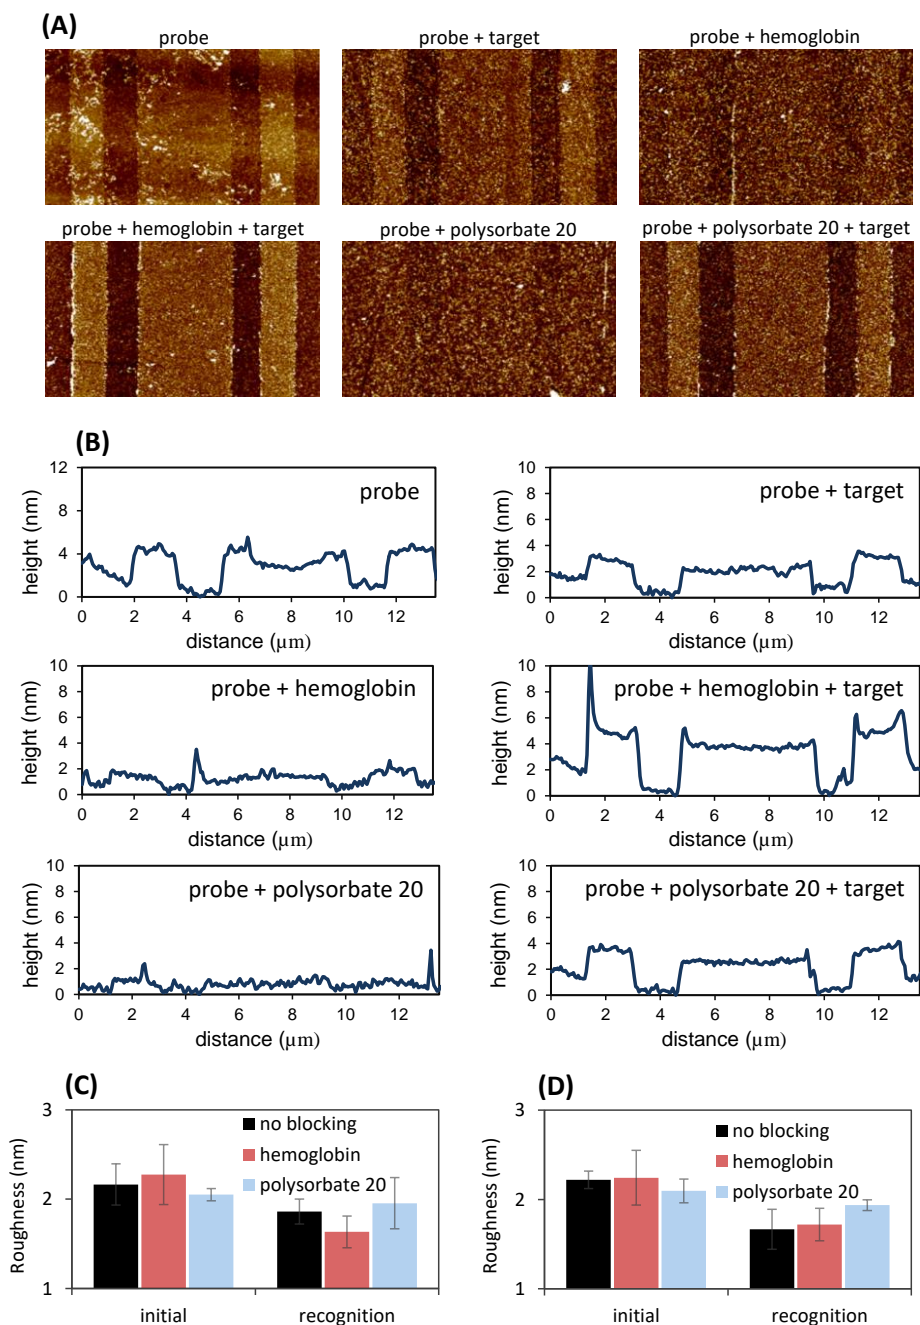 (A)
probe
probe + target
probe + hemoglobin
probe + hemoglobin + target
probe + polysorbate 20
probe + polysorbate 20 + target
(B)
height (nm)
12
8
4
0
probe
0 2 4 6 8 10 12
distance (µm)
height (nm)
10
8
6
4
2
0
probe + target
0 2 4 6 8 10 12
distance (µm)
height (nm)
10
8
6
4
2
0
probe + hemoglobin
0 2 4 6 8 10 12
distance (µm)
height (nm)
10
8
6
4
2
0
probe + hemoglobin + target
0 2 4 6 8 10 12
distance (µm)
height (nm)
10
8
6
4
2
0
probe + polysorbate 20
0 2 4 6 8 10 12
distance (µm)
height (nm)
10
8
6
4
2
0
probe + polysorbate 20 + target
0 2 4 6 8 10 12
distance (µm)
(C)
Roughness (nm)
3
2
1
no blocking
hemoglobin
polysorbate 20
initial recognition
(D)
Roughness (nm)
3
2
1
no blocking
hemoglobin
polysorbate 20
initial recognition